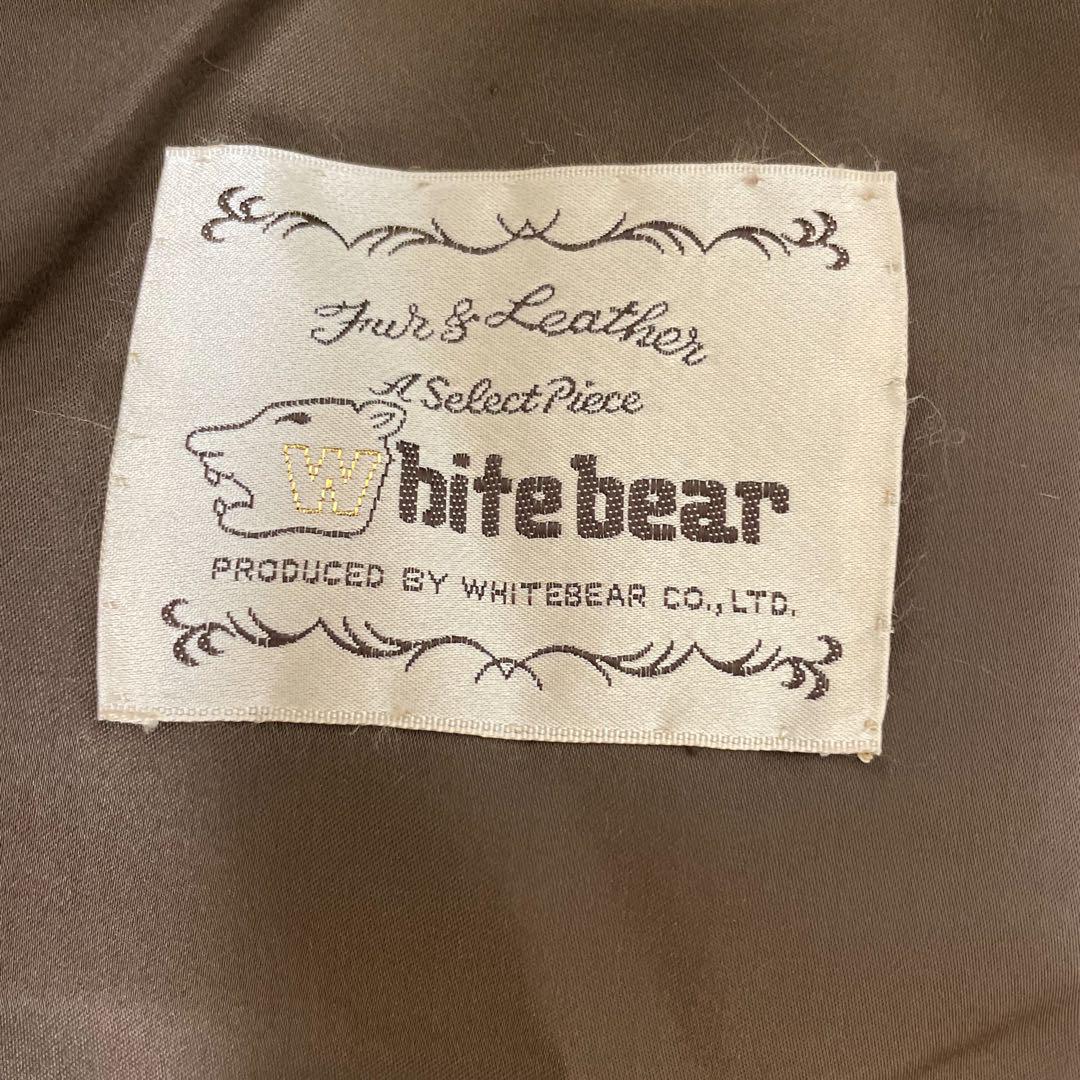 Fur & Leather
A Select Piece
Whitebear
PRODUCED BY WHITEBEAR CO., LTD.